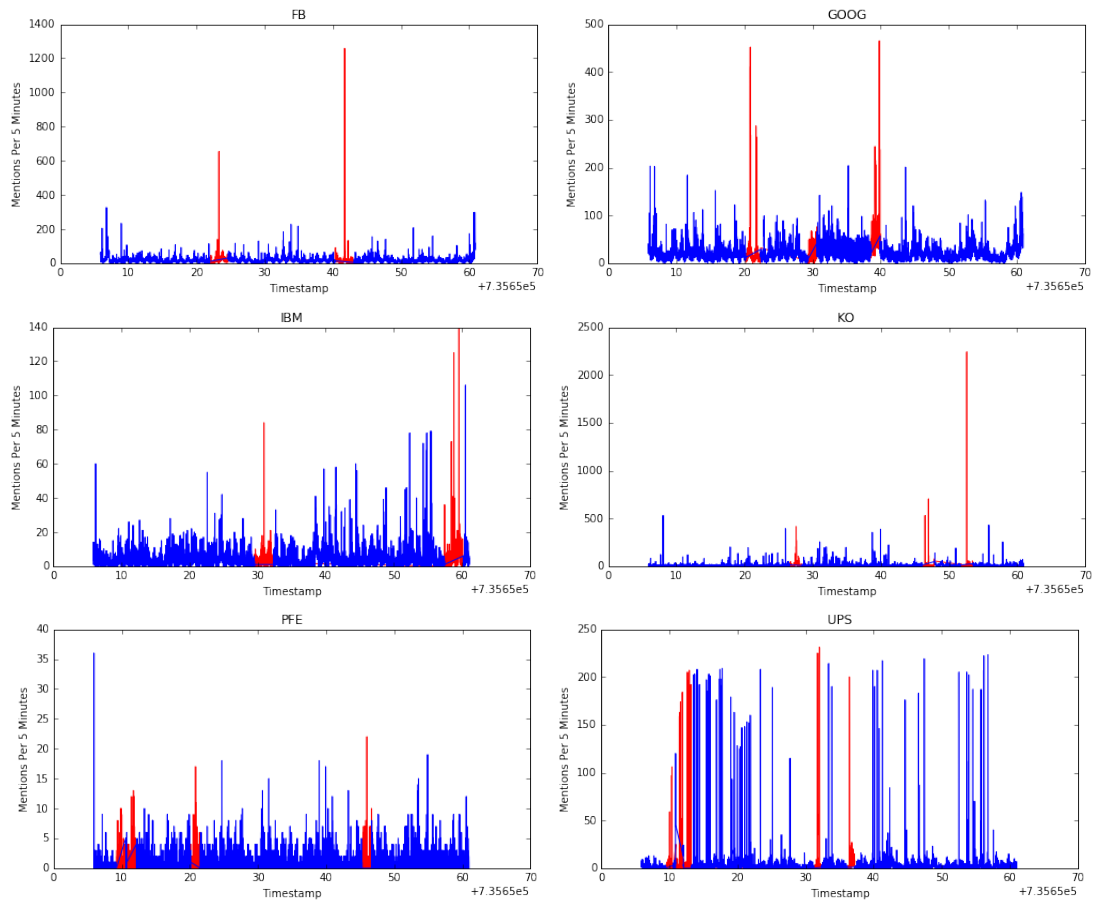 FB
1400
1200
1000
800
600
400
200
0
Mentions Per 5 Minutes
0 10 20 30 40 50 60 70
Timestamp
+7.3565e5
GOOG
500
400
300
200
100
0
Mentions Per 5 Minutes
0 10 20 30 40 50 60 70
Timestamp
+7.3565e5
IBM
140
120
100
80
60
40
20
0
Mentions Per 5 Minutes
0 10 20 30 40 50 60 70
Timestamp
+7.3565e5
KO
2500
2000
1500
1000
500
0
Mentions Per 5 Minutes
0 10 20 30 40 50 60 70
Timestamp
+7.3565e5
PFE
40
35
30
25
20
15
10
5
0
Mentions Per 5 Minutes
0 10 20 30 40 50 60 70
Timestamp
+7.3565e5
UPS
250
200
150
100
50
0
Mentions Per 5 Minutes
0 10 20 30 40 50 60 70
Timestamp
+7.3565e5